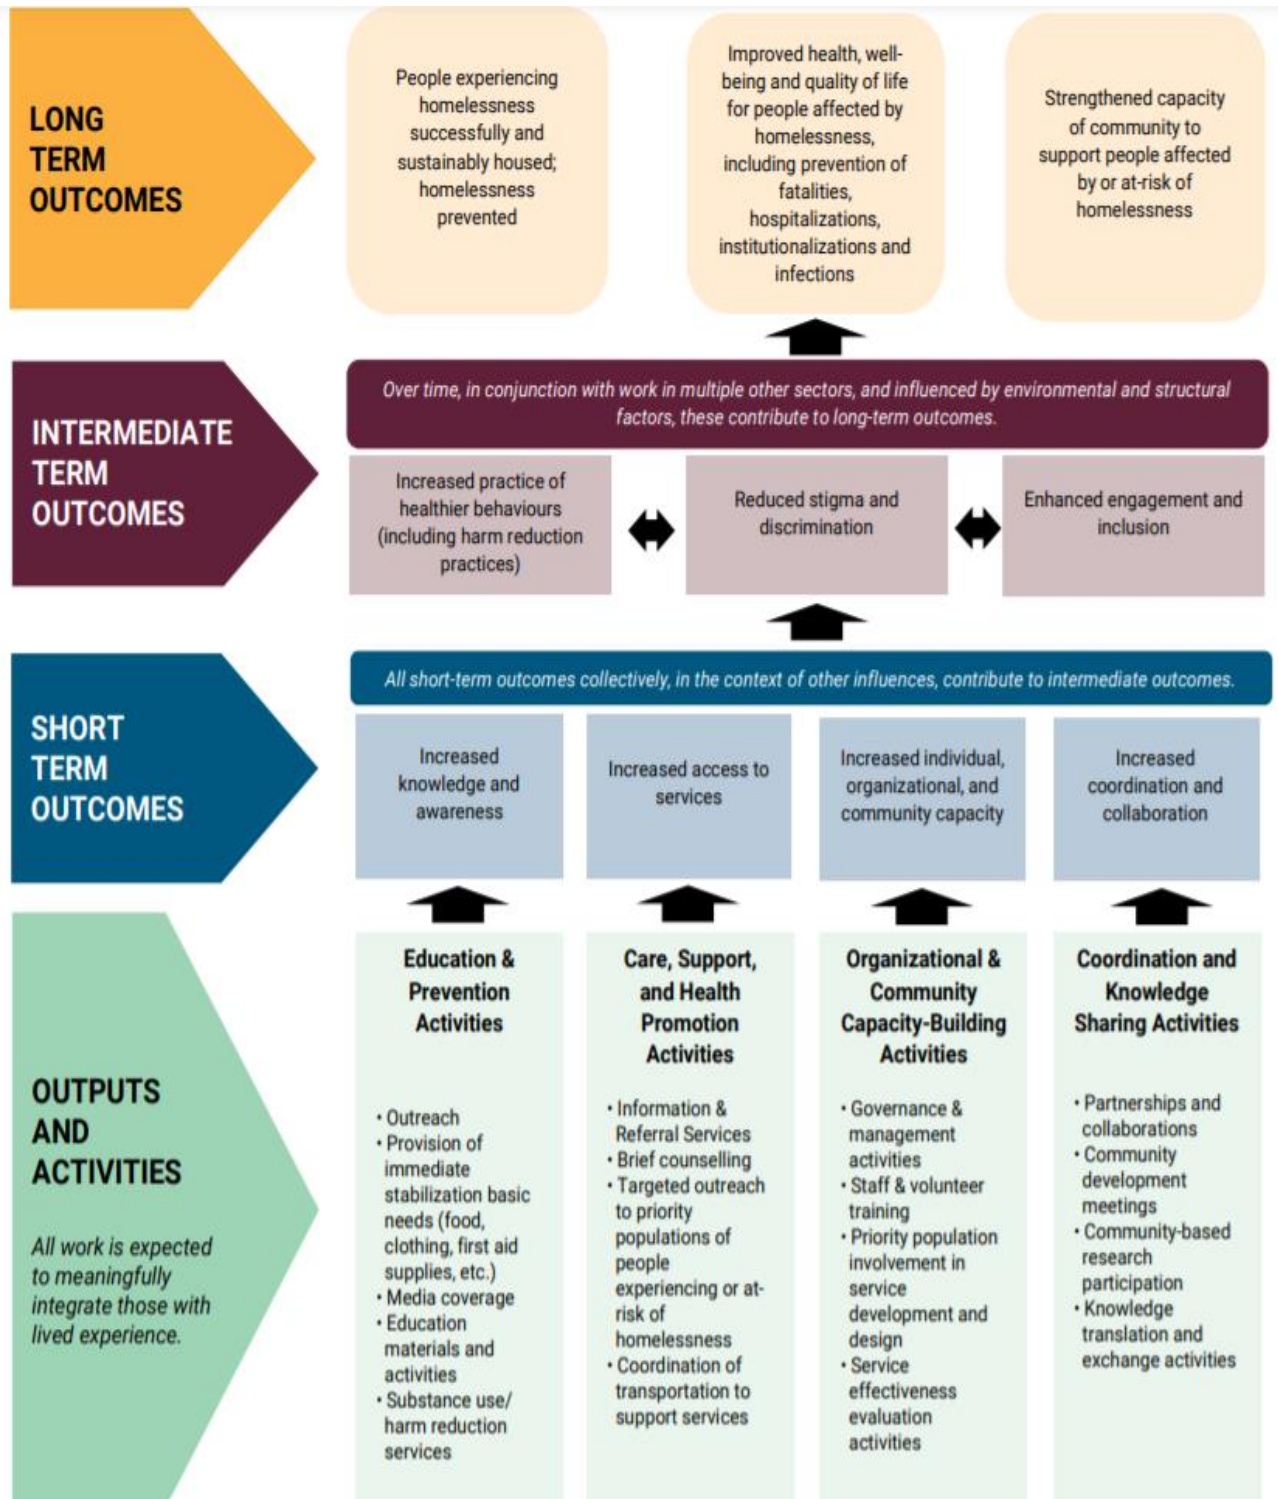 LONG
TERM
OUTCOMES
People experiencing
homelessness
successfully and
sustainably housed;
homelessness
prevented
Improved health, well-
being and quality of life
for people affected by
homelessness,
including prevention of
fatalities,
hospitalizations,
institutionalizations and
infections
Strengthened capacity
of community to
support people affected
by or at-risk of
homelessness
INTERMEDIATE
TERM
OUTCOMES
Over time, in conjunction with work in multiple other sectors, and influenced by environmental and structural
factors, these contribute to long-term outcomes.
Increased practice of
healthier behaviours
(including harm reduction
practices)
Reduced stigma and
discrimination
Enhanced engagement and
inclusion
SHORT
TERM
OUTCOMES
All short-term outcomes collectively, in the context of other influences, contribute to intermediate outcomes.
Increased
knowledge and
awareness
Increased access to
services
Increased individual,
organizational, and
community capacity
Increased
coordination and
collaboration
OUTPUTS
AND
ACTIVITIES
All work is expected
to meaningfully
integrate those with
lived experience.
Education &
Prevention
Activities
• Outreach
• Provision of
immediate
stabilization basic
needs (food,
clothing, first aid
supplies, etc.)
• Media coverage
• Education
materials and
activities
• Substance use/
harm reduction
services
Care, Support,
and Health
Promotion
Activities
• Information &
Referral Services
• Brief counselling
• Targeted outreach
to priority
populations of
people
experiencing or at-
risk of
homelessness
• Coordination of
transportation to
support services
Organizational &
Community
Capacity-Building
Activities
• Governance &
management
activities
• Staff & volunteer
training
• Priority population
involvement in
service
development and
design
• Service
effectiveness
evaluation
activities
Coordination and
Knowledge
Sharing Activities
• Partnerships and
collaborations
• Community
development
meetings
• Community-based
research
participation
• Knowledge
translation and
exchange activities